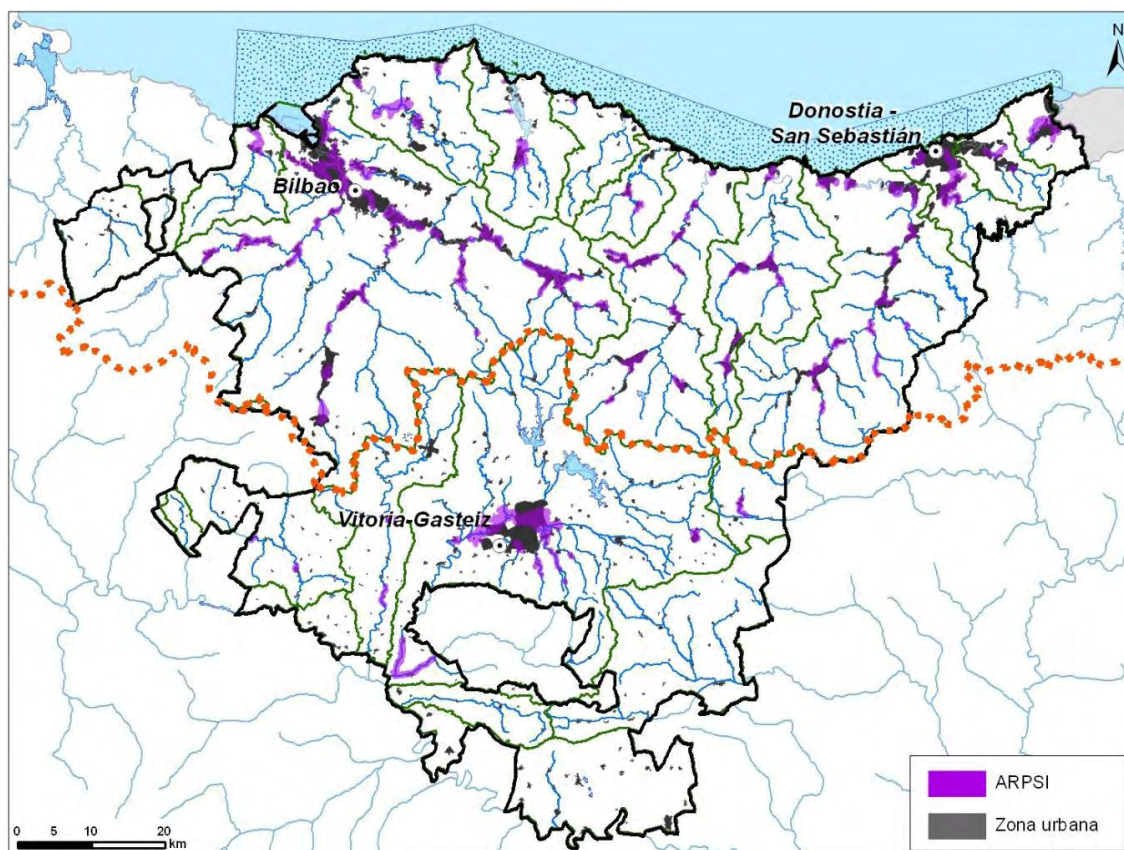 N
Donostia -
San Sebastián
Bilbao
Vitoria-Gasteiz
ARPSI
Zona urbana
0 5 10 20
km